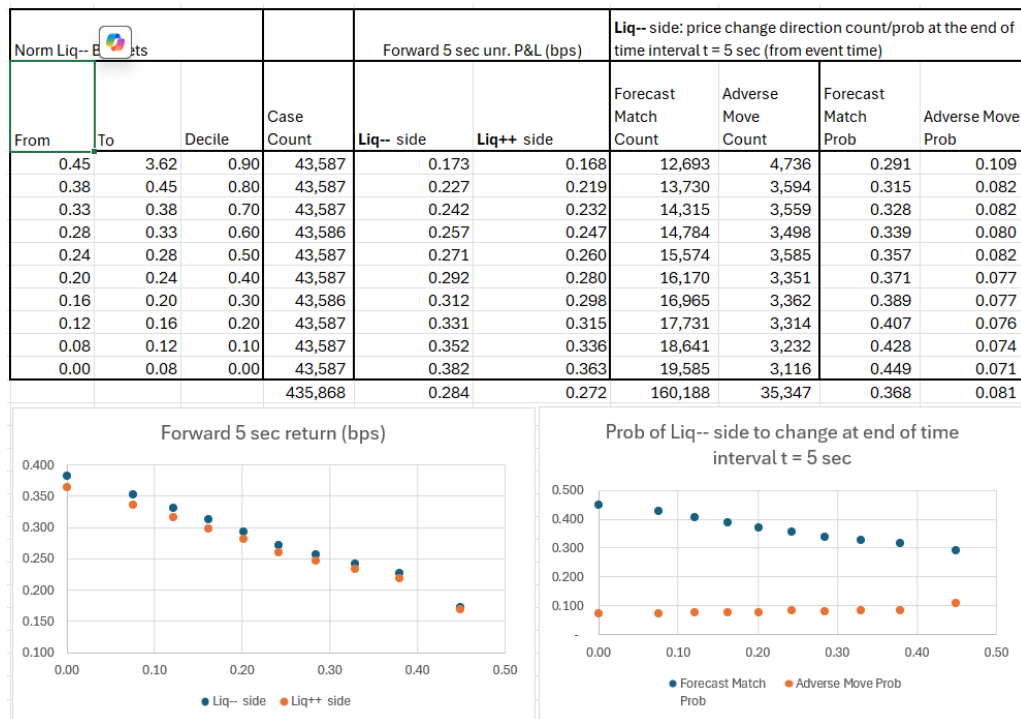 Norm Liq-- B ets
Forward 5 sec unr. P&L (bps)
Liq-- side: price change direction count/prob at the end of
time interval t = 5 sec (from event time)
From To Decile Case Count Liq-- side Liq++ side Forecast Match Count Adverse Move Count Forecast Match Prob Adverse Move Prob
0.45 3.62 0.90 43,587 0.173 0.168 12,693 4,736 0.291 0.109
0.38 0.45 0.80 43,587 0.227 0.219 13,730 3,594 0.315 0.082
0.33 0.38 0.70 43,587 0.242 0.232 14,315 3,559 0.328 0.082
0.28 0.33 0.60 43,586 0.257 0.247 14,784 3,498 0.339 0.080
0.24 0.28 0.50 43,587 0.271 0.260 15,574 3,585 0.357 0.082
0.20 0.24 0.40 43,587 0.292 0.280 16,170 3,351 0.371 0.077
0.16 0.20 0.30 43,586 0.312 0.298 16,965 3,362 0.389 0.077
0.12 0.16 0.20 43,587 0.331 0.315 17,731 3,314 0.407 0.076
0.08 0.12 0.10 43,587 0.352 0.336 18,641 3,232 0.428 0.074
0.00 0.08 0.00 43,587 0.382 0.363 19,585 3,116 0.449 0.071
435,868 0.284 0.272 160,188 35,347 0.368 0.081
Forward 5 sec return (bps)
0.400
0.350
0.300
0.250
0.200
0.150
0.100
0.00 0.10 0.20 0.30 0.40 0.50
Liq-- side Liq++ side
Prob of Liq-- side to change at end of time
interval t = 5 sec
0.500
0.400
0.300
0.200
0.100
-
0.00 0.10 0.20 0.30 0.40 0.50
Forecast Match Prob Adverse Move Prob